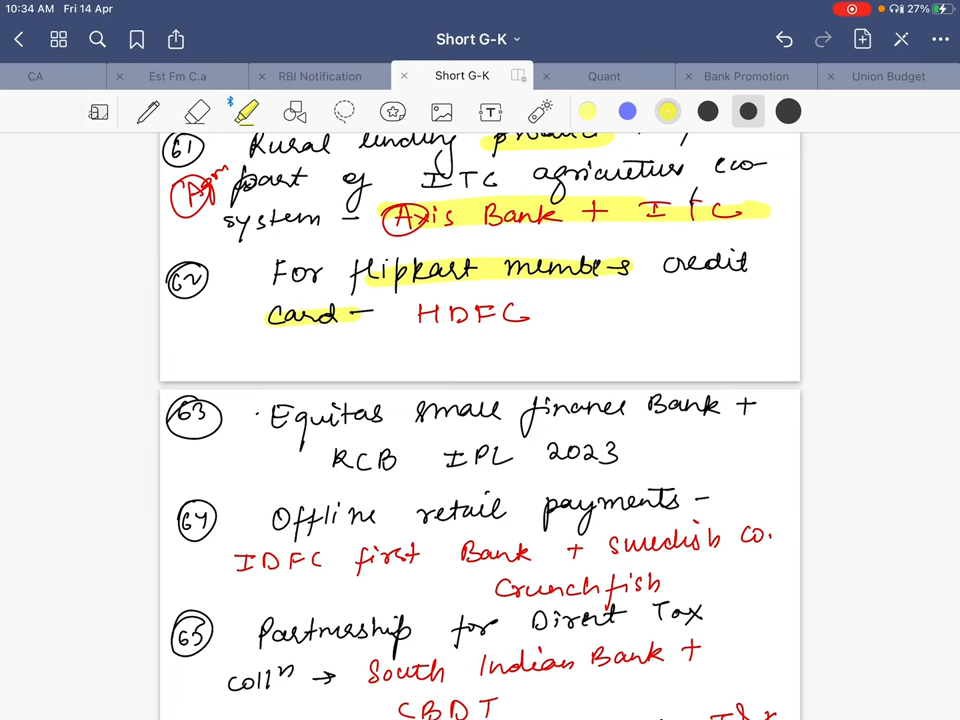 10:34 AM Fri 14 Apr 27%
Short G-K
CA Est Fm C.a RBI Notification Short G-K Quant Bank Promotion Union Budget
61 Rural lending product
Agm part of ITC agriculture eco-
system - Axis Bank + ITC
62 For flipkart members credit
card - HDFC
63 Equitas small finance Bank +
RCB IPL 2023
64 Offline retail payments -
IDFC first Bank + Swedish co.
Crunchfish
65 Partnership for Direct Tax
collⁿ → South Indian Bank +
CBDT